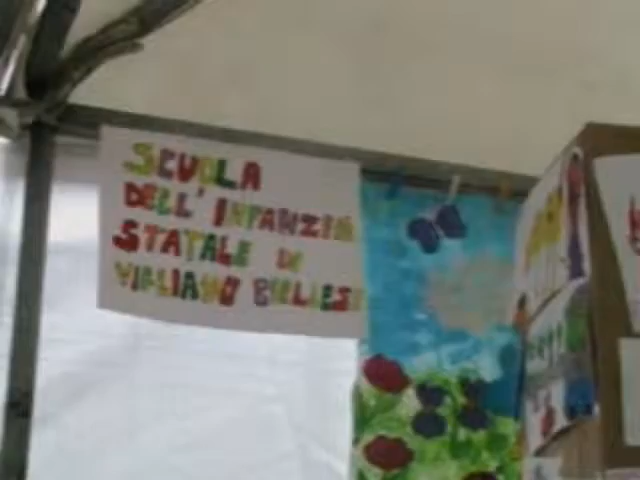 SCUOLA
DELL' INFANZIA
STATALE DI
VIGLIANO BIELLESE